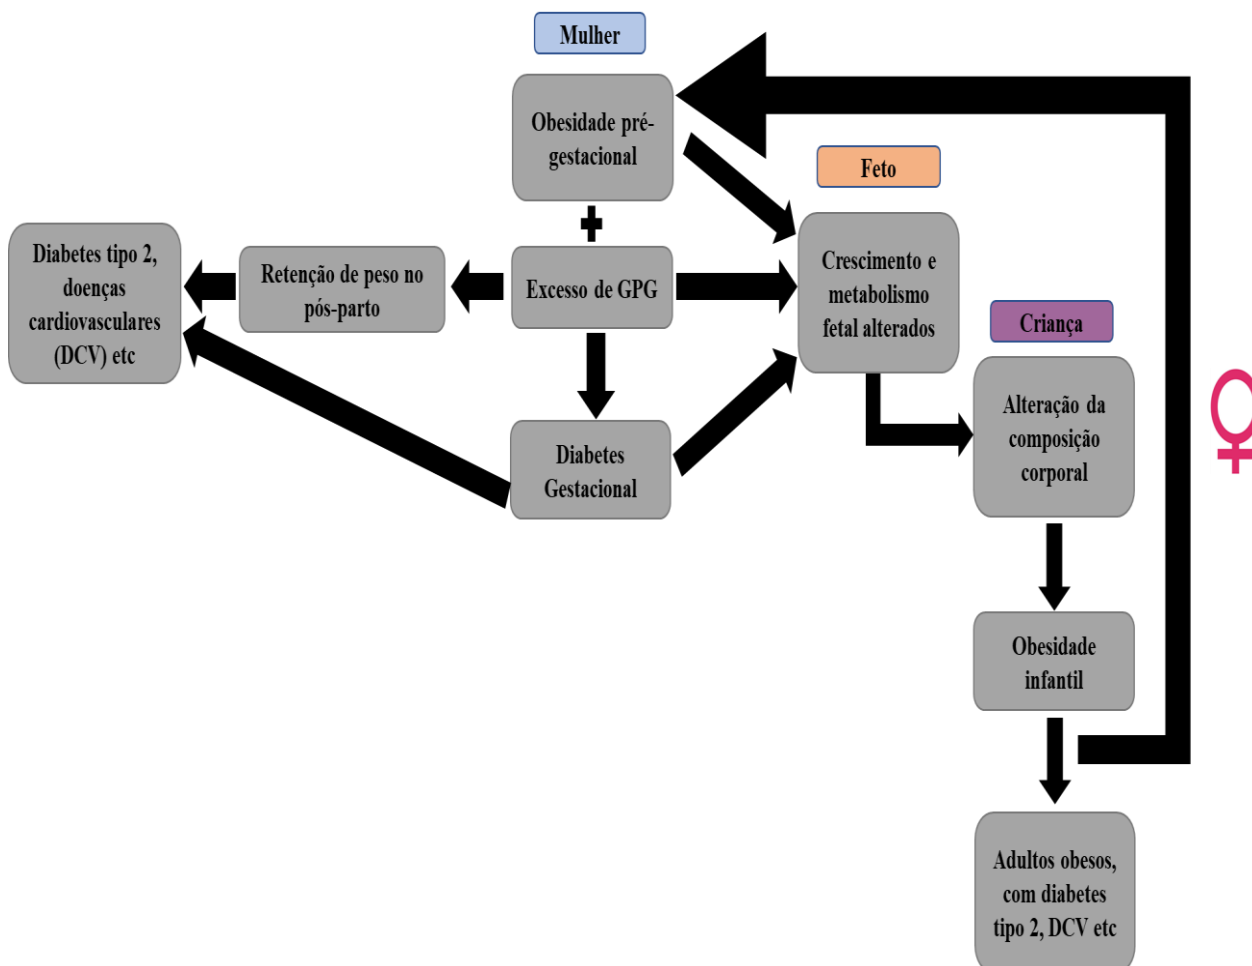 Mulher
Obesidade pré-
gestacional
Feto
Diabetes tipo 2,
doenças
cardiovasculares
(DCV) etc
Retenção de peso no
pós-parto
Excesso de GPG
Crescimento e
metabolismo
fetal alterados
Criança
Diabetes
Gestacional
Alteração da
composição
corporal
Obesidade
infantil
Adultos obesos,
com diabetes
tipo 2, DCV etc